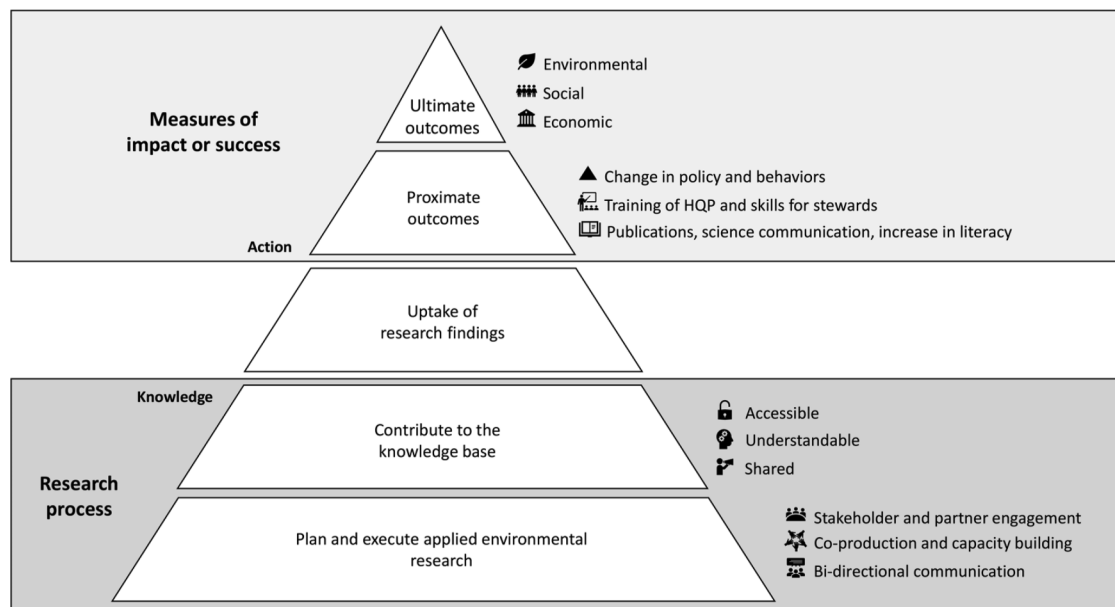 Measures of
impact or success
Ultimate
outcomes
Environmental
Social
Economic
Proximate
outcomes
Change in policy and behaviors
Training of HQP and skills for stewards
Publications, science communication, increase in literacy
Action
Uptake of
research findings
Knowledge
Contribute to the
knowledge base
Accessible
Understandable
Shared
Research
process
Plan and execute applied environmental
research
Stakeholder and partner engagement
Co-production and capacity building
Bi-directional communication